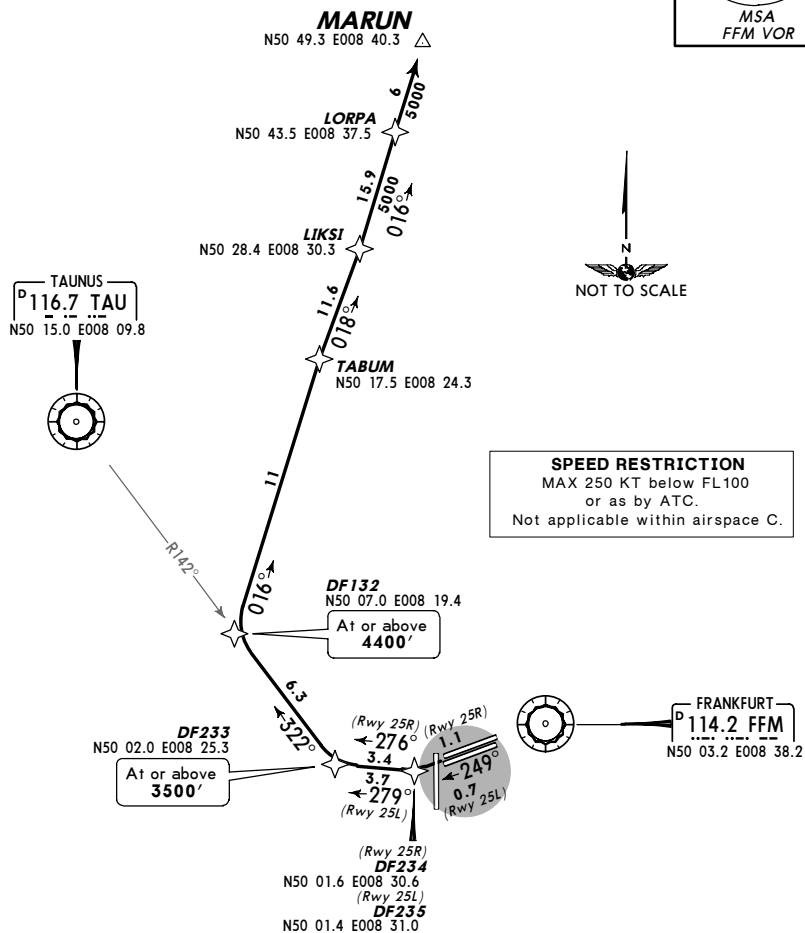 MSA
FFM VOR
MARUN
N50 49.3 E008 40.3
6
5000
LORPA
N50 43.5 E008 37.5
15.9
5000
016°
LIKSI
N50 28.4 E008 30.3
N
NOT TO SCALE
TAUNUS
D 116.7 TAU
N50 15.0 E008 09.8
11.6
018°
TABUM
N50 17.5 E008 24.3
SPEED RESTRICTION
MAX 250 KT below FL100
or as by ATC.
Not applicable within airspace C.
11
R142°
016°
DF132
N50 07.0 E008 19.4
At or above
4400'
6.3
322°
DF233
N50 02.0 E008 25.3
At or above
3500'
(Rwy 25R)
276°
3.4
3.7
279°
(Rwy 25L)
(Rwy 25R)
1.1
249°
0.7
(Rwy 25L)
FRANKFURT
D 114.2 FFM
N50 03.2 E008 38.2
(Rwy 25R)
DF234
N50 01.6 E008 30.6
(Rwy 25L)
DF235
N50 01.4 E008 31.0